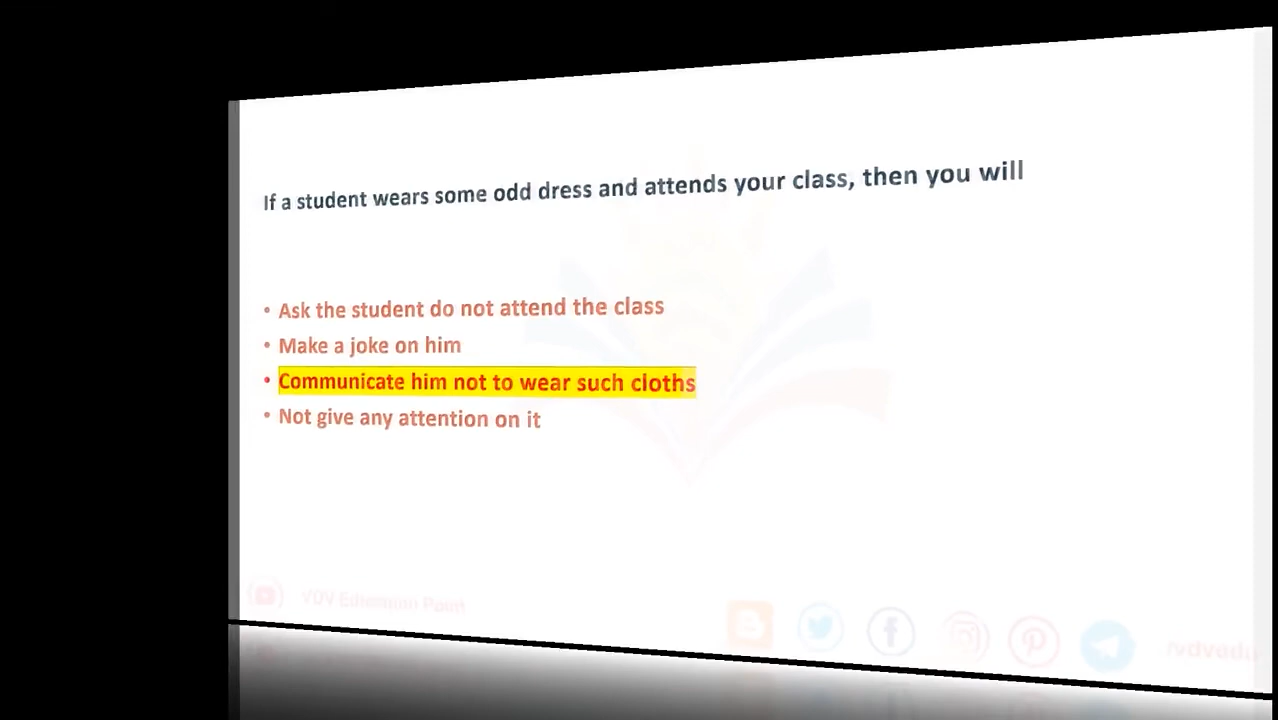 If a student wears some odd dress and attends your class, then you will
• Ask the student do not attend the class
• Make a joke on him
• Communicate him not to wear such cloths
• Not give any attention on it